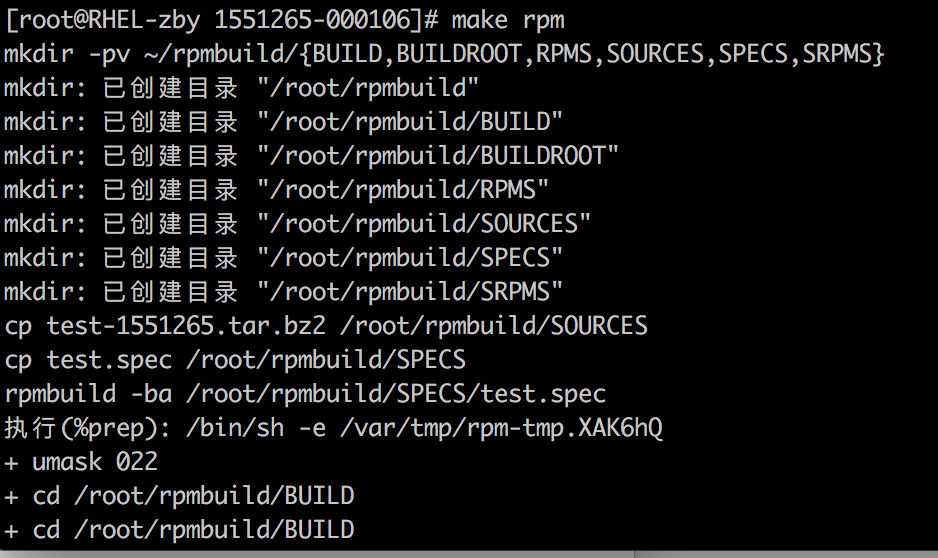 [root@RHEL-zby 1551265-000106]# make rpm
mkdir -pv ~/rpmbuild/{BUILD,BUILDROOT,RPMS,SOURCES,SPECS,SRPMS}
mkdir: 已创建目录 "/root/rpmbuild"
mkdir: 已创建目录 "/root/rpmbuild/BUILD"
mkdir: 已创建目录 "/root/rpmbuild/BUILDROOT"
mkdir: 已创建目录 "/root/rpmbuild/RPMS"
mkdir: 已创建目录 "/root/rpmbuild/SOURCES"
mkdir: 已创建目录 "/root/rpmbuild/SPECS"
mkdir: 已创建目录 "/root/rpmbuild/SRPMS"
cp test-1551265.tar.bz2 /root/rpmbuild/SOURCES
cp test.spec /root/rpmbuild/SPECS
rpmbuild -ba /root/rpmbuild/SPECS/test.spec
执行(%prep): /bin/sh -e /var/tmp/rpm-tmp.XAK6hQ
+ umask 022
+ cd /root/rpmbuild/BUILD
+ cd /root/rpmbuild/BUILD